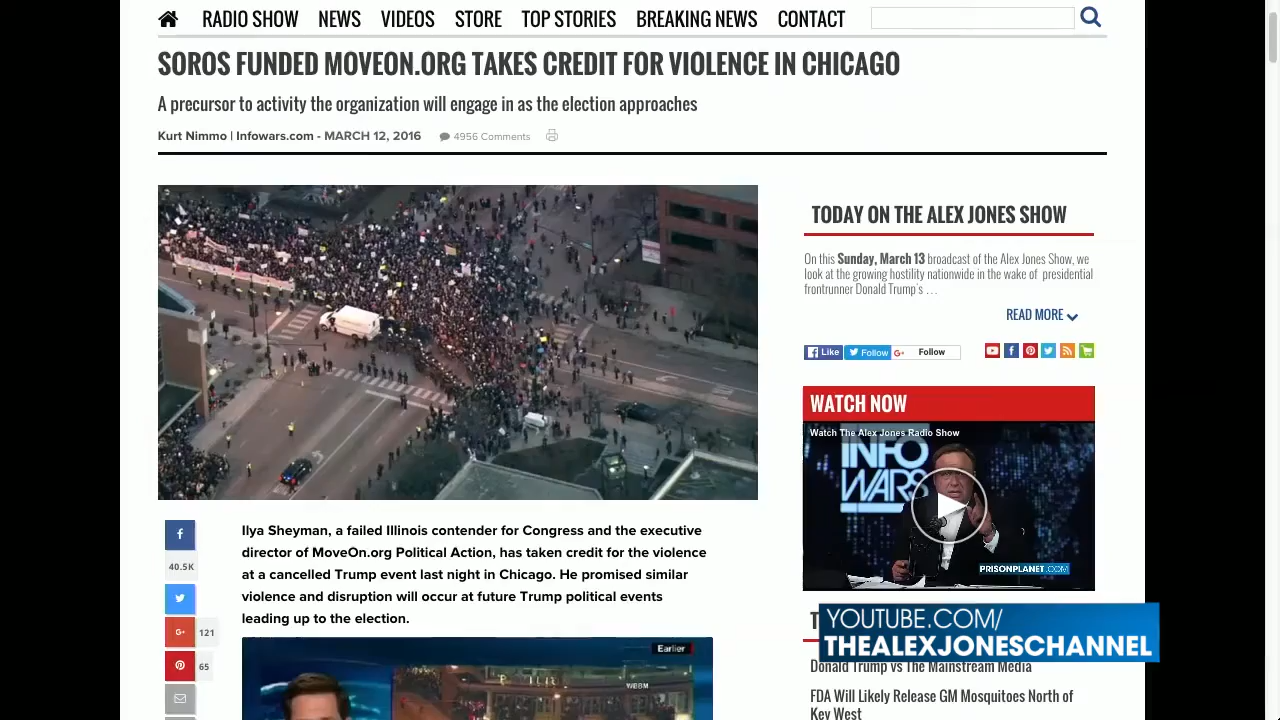 RADIO SHOW NEWS VIDEOS STORE TOP STORIES BREAKING NEWS CONTACT
SOROS FUNDED MOVEON.ORG TAKES CREDIT FOR VIOLENCE IN CHICAGO
A precursor to activity the organization will engage in as the election approaches
Kurt Nimmo | Infowars.com - MARCH 12, 2016 4956 Comments
TODAY ON THE ALEX JONES SHOW
On this Sunday, March 13 broadcast of the Alex Jones Show, we
look at the growing hostility nationwide in the wake of presidential
frontrunner Donald Trump's ...
READ MORE
Like Follow Follow
WATCH NOW
Watch The Alex Jones Radio Show
INFO
WARS
PRISONPLANET.COM
40.5K
121
65
Ilya Sheyman, a failed Illinois contender for Congress and the executive
director of MoveOn.org Political Action, has taken credit for the violence
at a cancelled Trump event last night in Chicago. He promised similar
violence and disruption will occur at future Trump political events
leading up to the election.
Earlier
WBBM
YOUTUBE.COM/
THEALEXJONESCHANNEL
Donald Trump vs The Mainstream Media
FDA Will Likely Release GM Mosquitoes North of
Key West